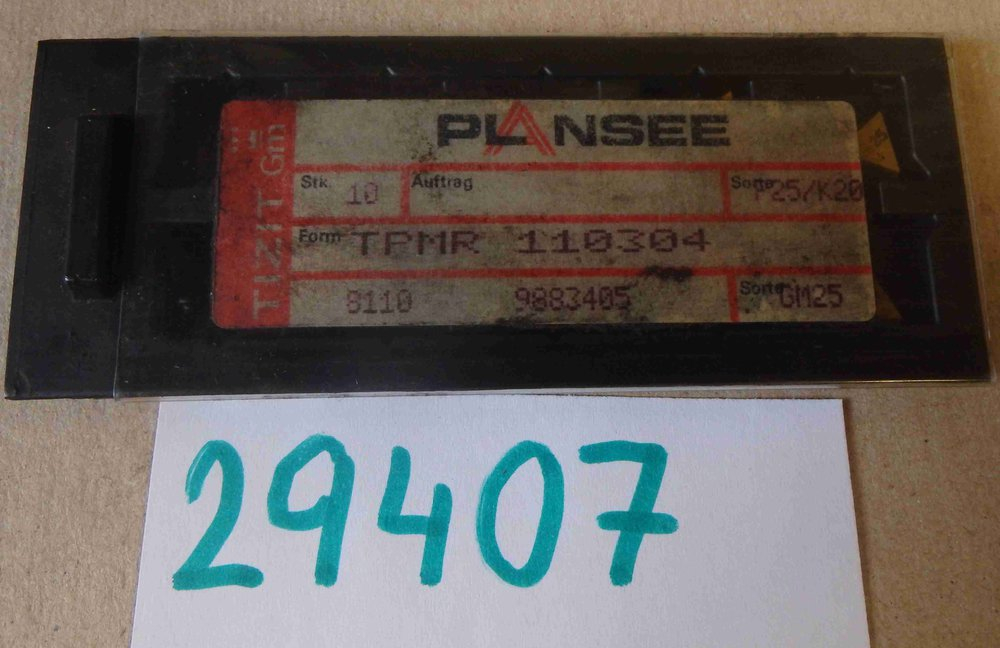 PLANSEE
TIZIT Gm
Stk. 10 Auftrag Sorte P25/K20
Form TPMR 110304
8110 9883405 Sorte GM25
29407